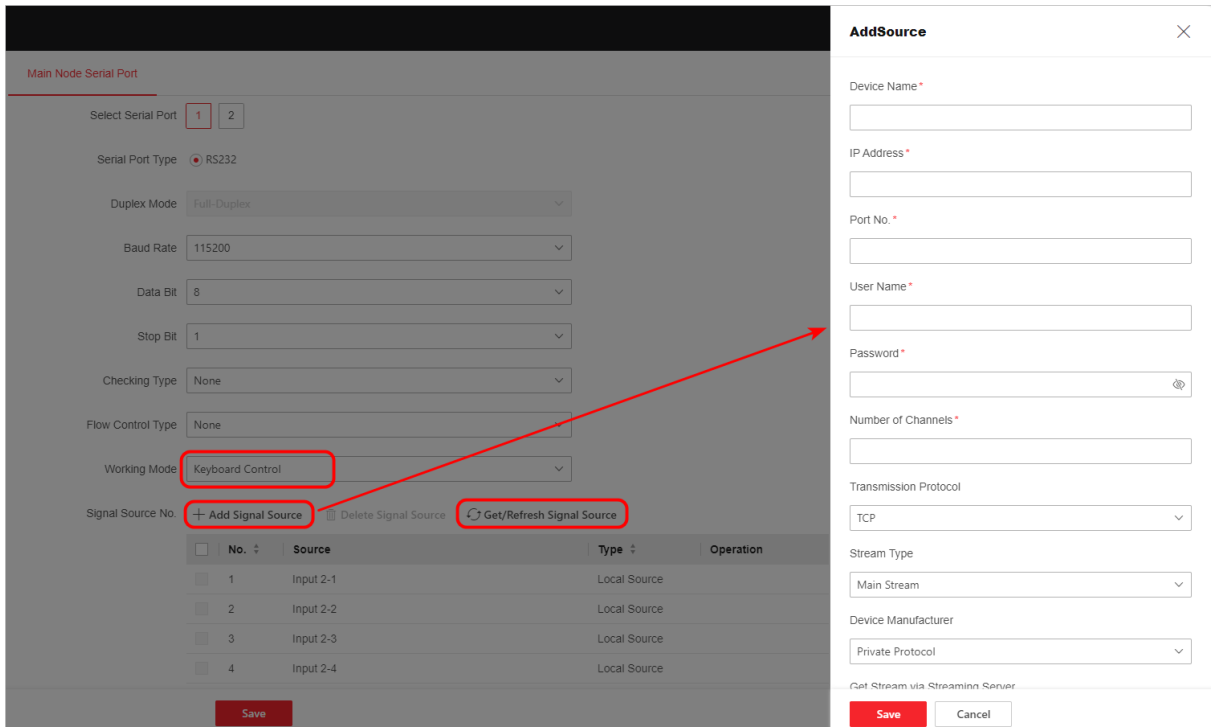 Main Node Serial Port
Select Serial Port 1 2
Serial Port Type RS232
Duplex Mode Full-Duplex
Baud Rate 115200
Data Bit 8
Stop Bit 1
Checking Type None
Flow Control Type None
Working Mode Keyboard Control
Signal Source No. + Add Signal Source Delete Signal Source Get/Refresh Signal Source
No. Source Type Operation
1 Input 2-1 Local Source
2 Input 2-2 Local Source
3 Input 2-3 Local Source
4 Input 2-4 Local Source
Save
AddSource
Device Name*
IP Address*
Port No.*
User Name*
Password*
Number of Channels*
Transmission Protocol
TCP
Stream Type
Main Stream
Device Manufacturer
Private Protocol
Get Stream via Streaming Server
Save Cancel